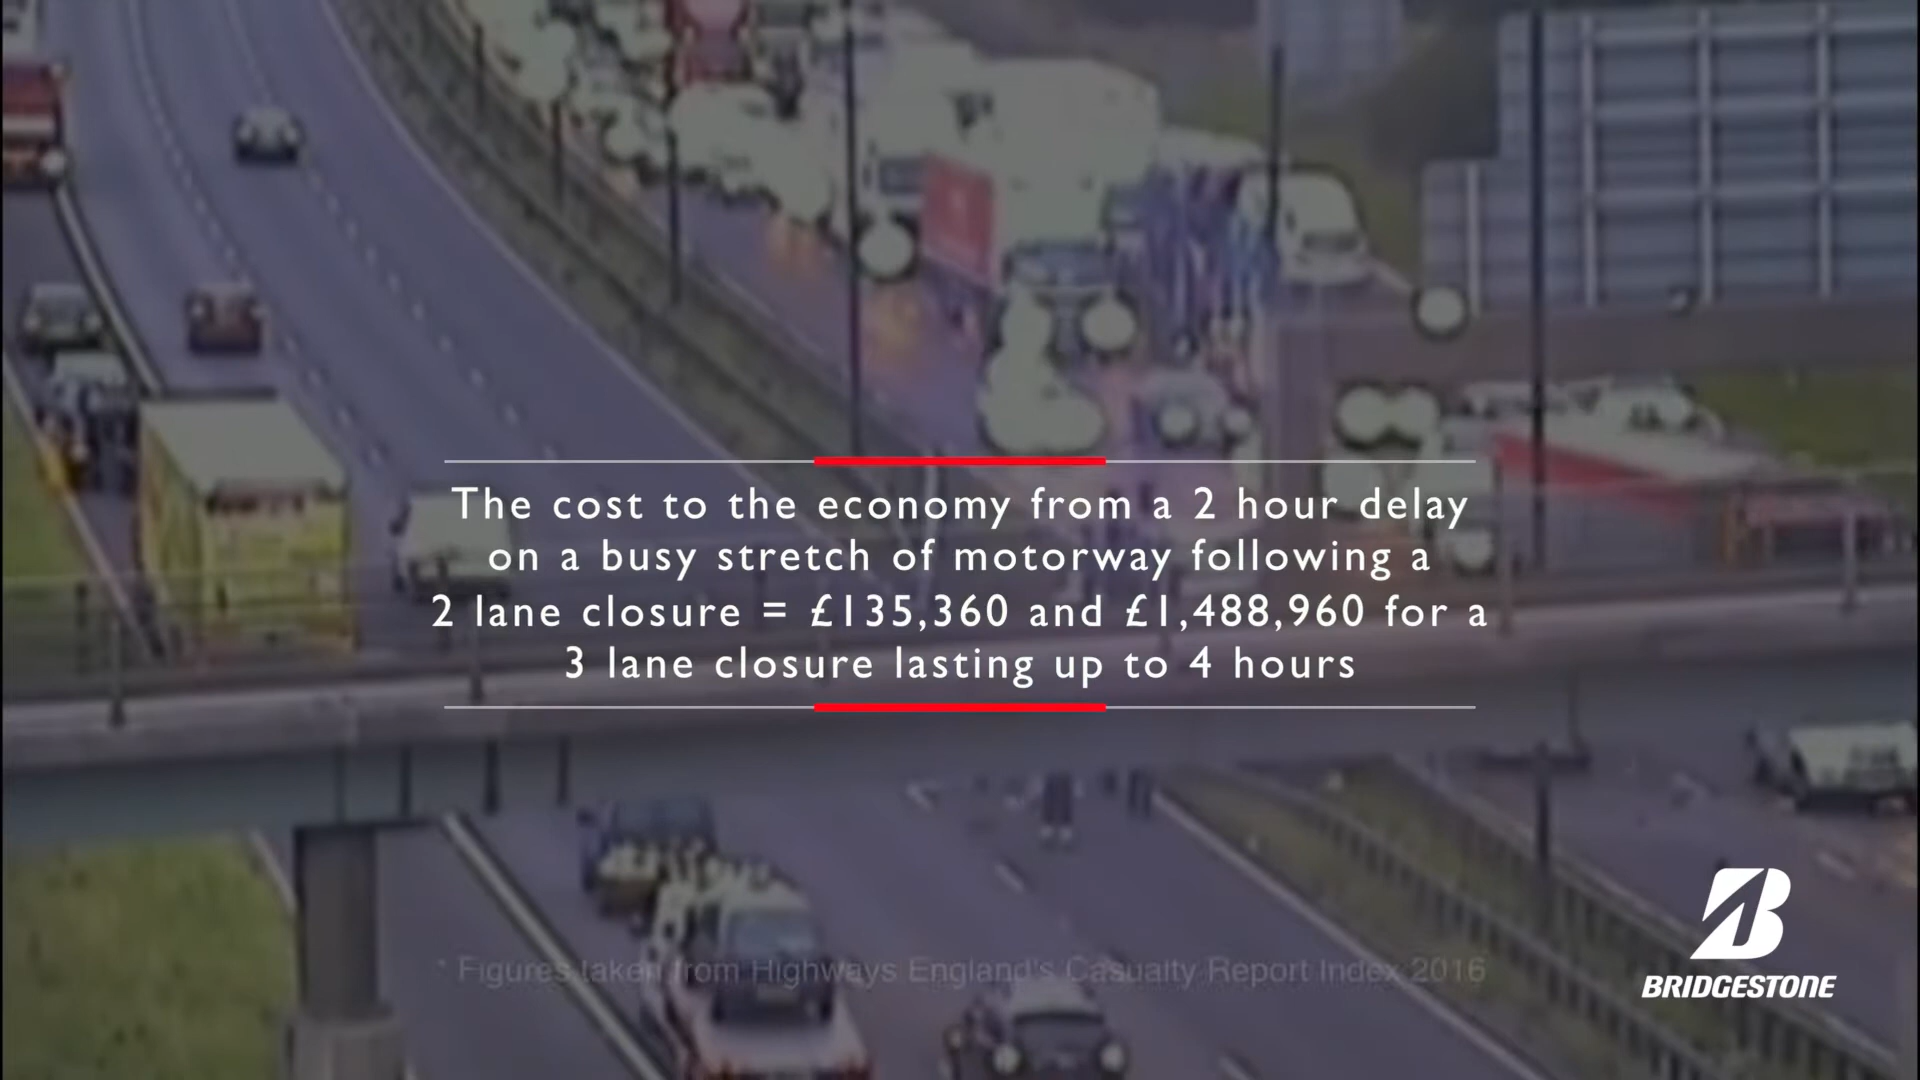 The cost to the economy from a 2 hour delay
on a busy stretch of motorway following a
2 lane closure = £135,360 and £1,488,960 for a
3 lane closure lasting up to 4 hours
* Figures taken from Highways England's Casualty Report Index 2016
BRIDGESTONE